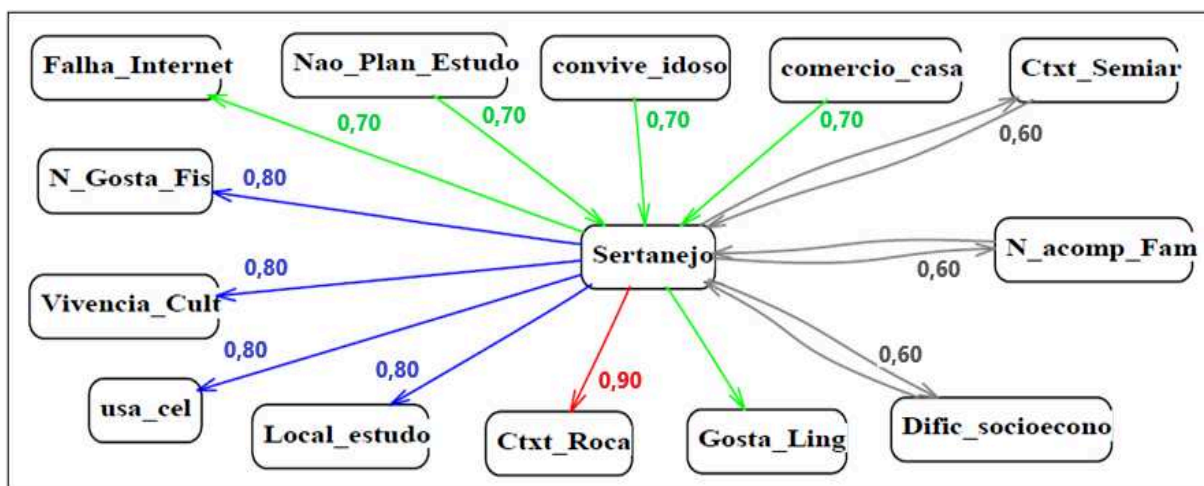 Falha_Internet
Nao_Plan_Estudo
convive_idoso
comercio_casa
Ctxt_Semiar
0,70
0,70
0,70
0,70
0,60
N_Gosta_Fis
0,80
Sertanejo
N_acomp_Fam
0,60
Vivencia_Cult
0,80
usa_cel
0,80
Local_estudo
0,80
Ctxt_Roca
0,90
Gosta_Ling
Dific_socioecono
0,60